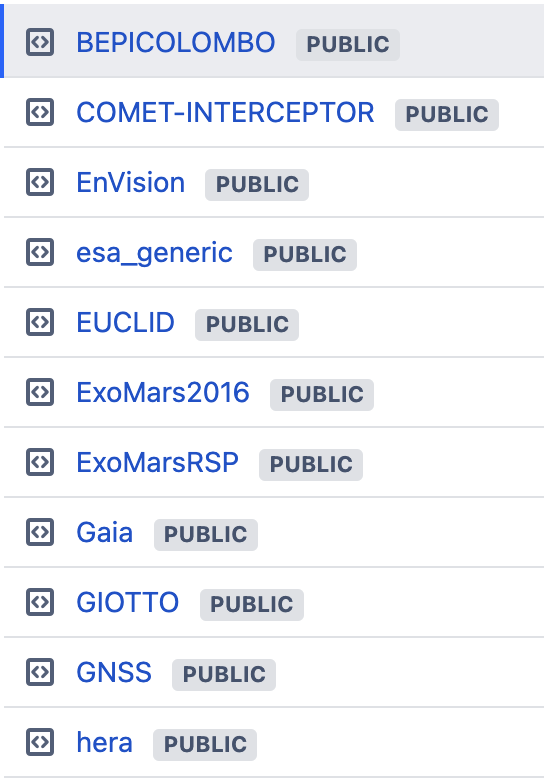 BEPICOLOMBO PUBLIC
COMET-INTERCEPTOR PUBLIC
EnVision PUBLIC
esa_generic PUBLIC
EUCLID PUBLIC
ExoMars2016 PUBLIC
ExoMarsRSP PUBLIC
Gaia PUBLIC
GIOTTO PUBLIC
GNSS PUBLIC
hera PUBLIC